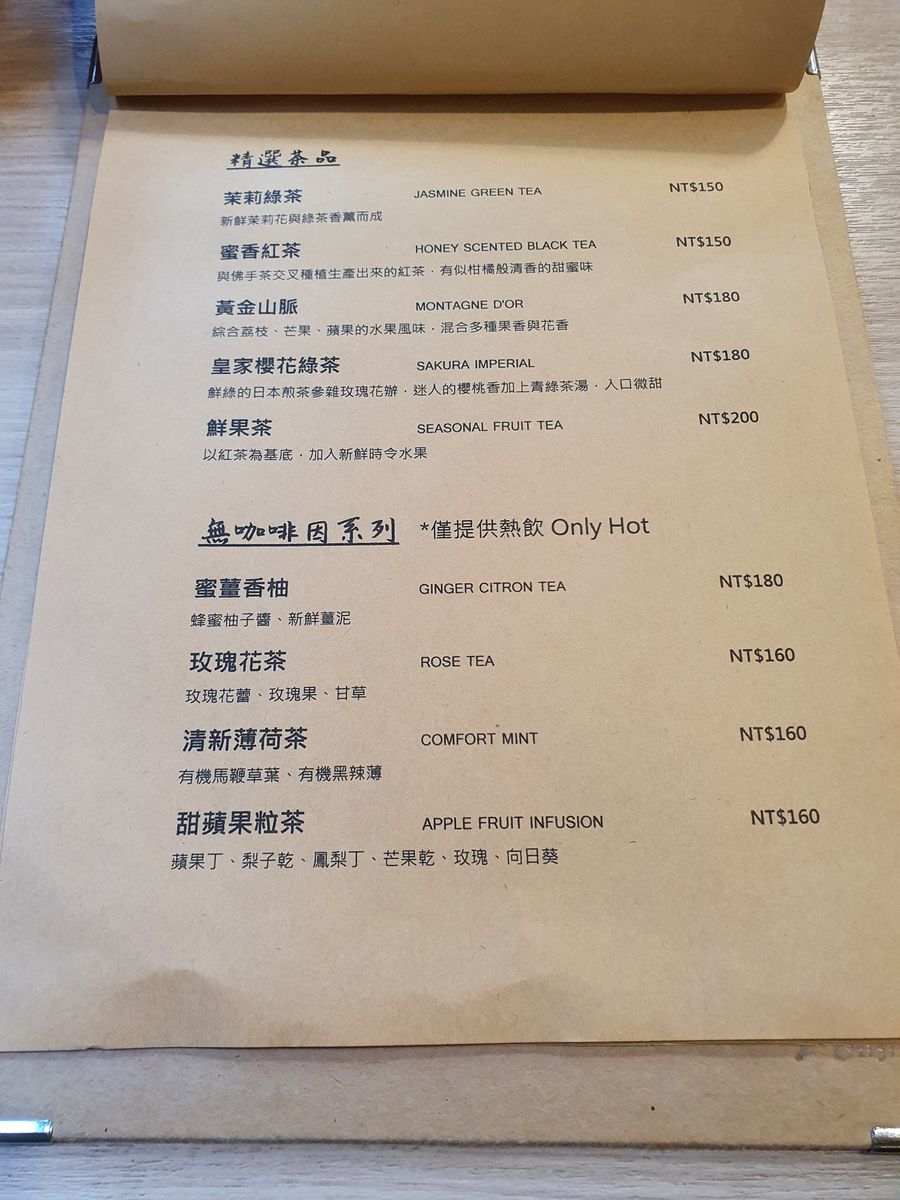 精選茶品
茉莉綠茶 JASMINE GREEN TEA NT$150
新鮮茉莉花與綠茶香薰而成
蜜香紅茶 HONEY SCENTED BLACK TEA NT$150
與佛手茶交叉種植生產出來的紅茶，有似柑橘般清香的甜蜜味
黃金山脈 MONTAGNE D'OR NT$180
綜合荔枝、芒果、蘋果的水果風味，混合多種果香與花香
皇家櫻花綠茶 SAKURA IMPERIAL NT$180
鮮綠的日本煎茶參雜玫瑰花辦，迷人的櫻桃香加上青綠茶湯，入口微甜
鮮果茶 SEASONAL FRUIT TEA NT$200
以紅茶為基底，加入新鮮時令水果
無咖啡因系列 *僅提供熱飲 Only Hot
蜜薑香柚 GINGER CITRON TEA NT$180
蜂蜜柚子醬、新鮮薑泥
玫瑰花茶 ROSE TEA NT$160
玫瑰花蕾、玫瑰果、甘草
清新薄荷茶 COMFORT MINT NT$160
有機馬鞭草葉、有機黑辣薄
甜蘋果粒茶 APPLE FRUIT INFUSION NT$160
蘋果丁、梨子乾、鳳梨丁、芒果乾、玫瑰、向日葵